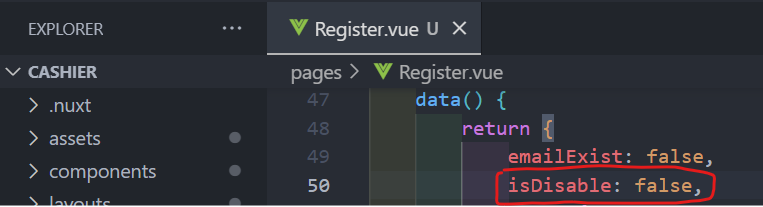 EXPLORER ...
Register.vue U ×
CASHIER
pages > Register.vue
> .nuxt
> assets
> components
> layouts
47 data() {
48 return {
49 emailExist: false,
50 isDisable: false,